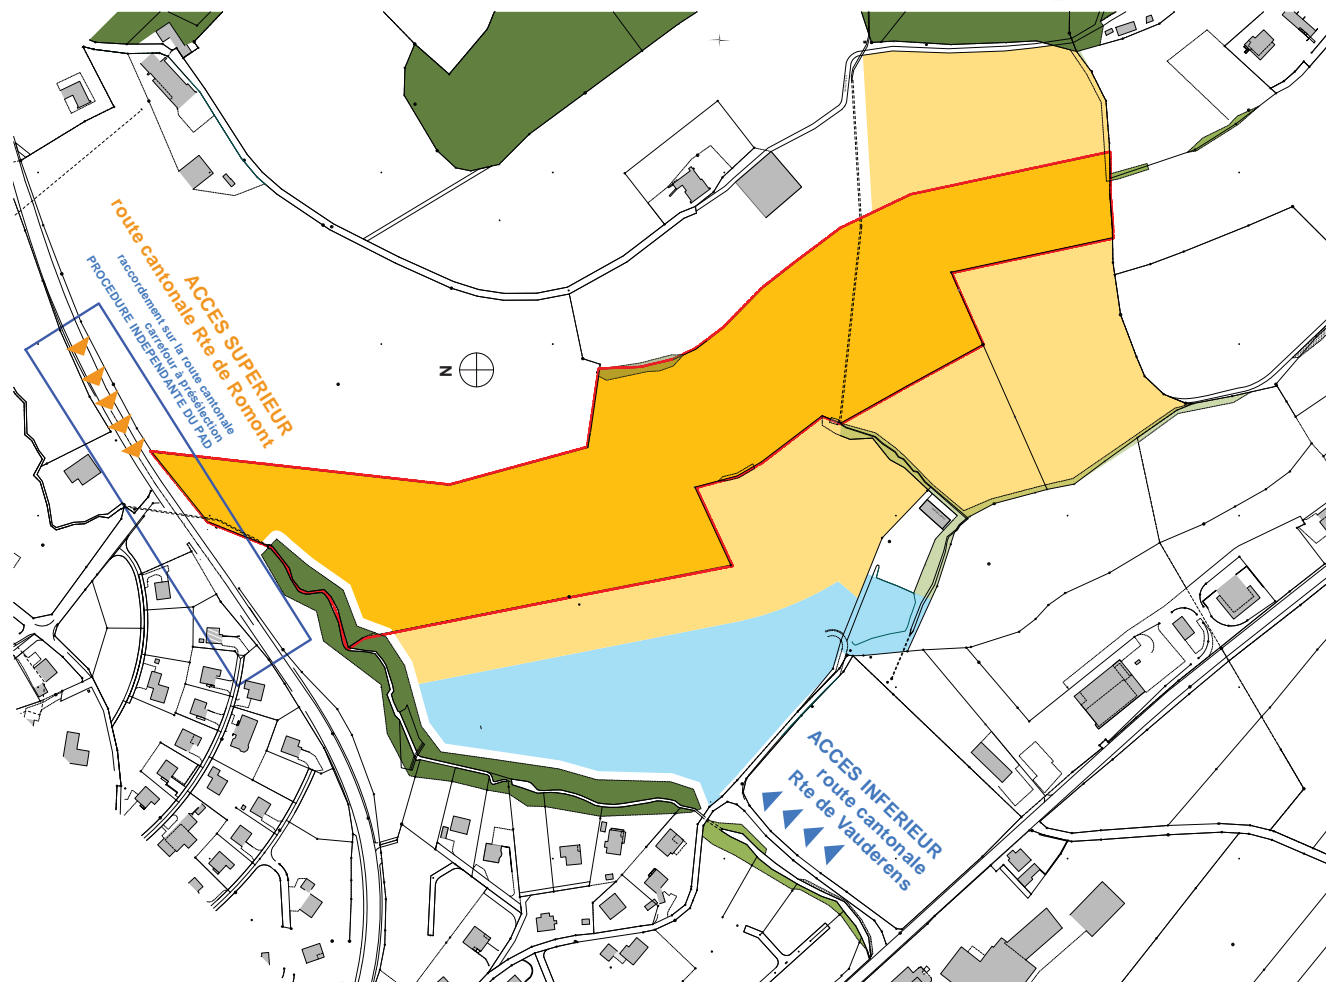 ACCES SUPERIEUR
route cantonale Rte de Romont
raccordement sur la route cantonale
carrefour à présélection
PROCEDURE INDEPENDANTE DU PAD
N
ACCES INFERIEUR
route cantonale
Rte de Vauderens